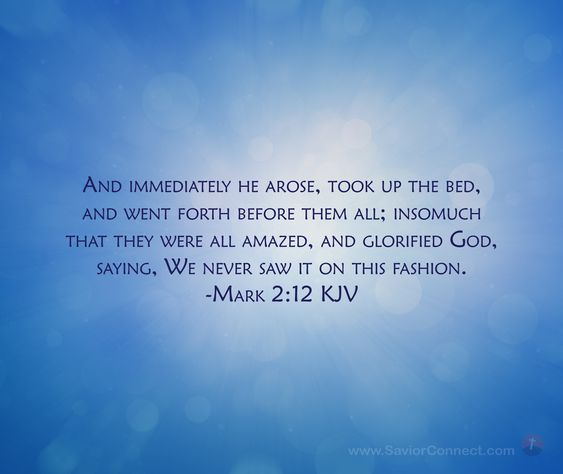 And immediately he arose, took up the bed,
and went forth before them all; insomuch
that they were all amazed, and glorified God,
saying, We never saw it on this fashion.
-Mark 2:12 KJV
www.SaviorConnect.com